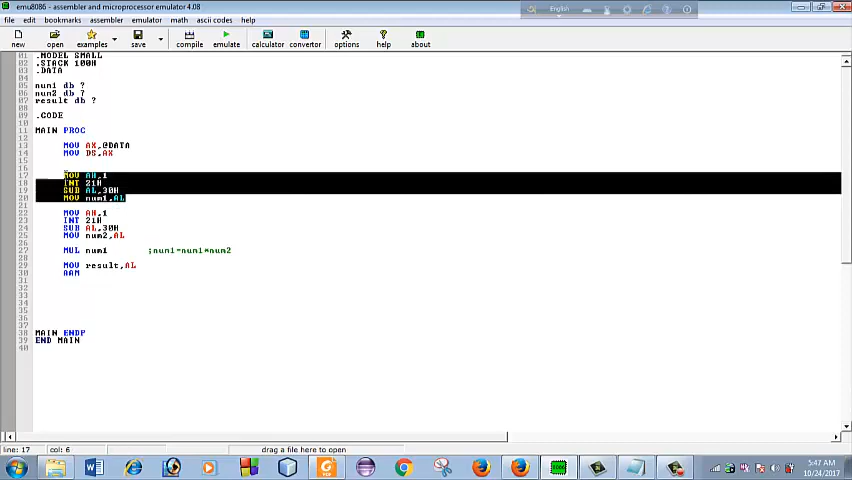 emu8086 - assembler and microprocessor emulator 4.08
English
file edit bookmarks assembler emulator math ascii codes help
new open examples save compile emulate calculator convertor options help about
01 .MODEL SMALL
02 .STACK 100H
03 .DATA
04
05 num1 db ?
06 num2 db ?
07 result db ?
08
09 .CODE
10
11 MAIN PROC
12
13 MOV AX,@DATA
14 MOV DS,AX
15
16
17 MOV AH,1
18 INT 21H
19 SUB AL,30H
20 MOV num1,AL
21
22 MOV AH,1
23 INT 21H
24 SUB AL,30H
25 MOV num2,AL
26
27 MUL num1 ;num1=num1*num2
28
29 MOV result,AL
30 AAM
31
32
33
34
35
36
37
38 MAIN ENDP
39 END MAIN
40
line: 17 col: 6 drag a file here to open
5:47 AM
10/24/2017